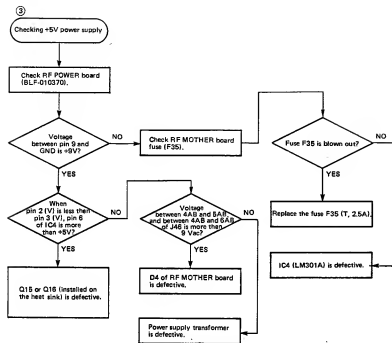 ③
Checking +5V power supply
Check RF POWER board
(BLF-010370).
Voltage
between pin 9 and
GND is +9V?
NO
Check RF MOTHER board
fuse (F35).
Fuse F35 is blown out?
NO
YES
YES
When
pin 2 (V) is less then
pin 3 (V), pin 6
of IC4 is more
than +5V?
NO
Voltage
between 4AB and 5AB,
and between 4AB and 6AB
of J46 is more than
9 Vac?
NO
Replace the fuse F35 (T, 2.5A).
YES
YES
Q15 or Q16 (installed on
the heat sink) is defective.
D4 of RF MOTHER board
is defective.
IC4 (LM301A) is defective.
Power supply transformer
is defective.